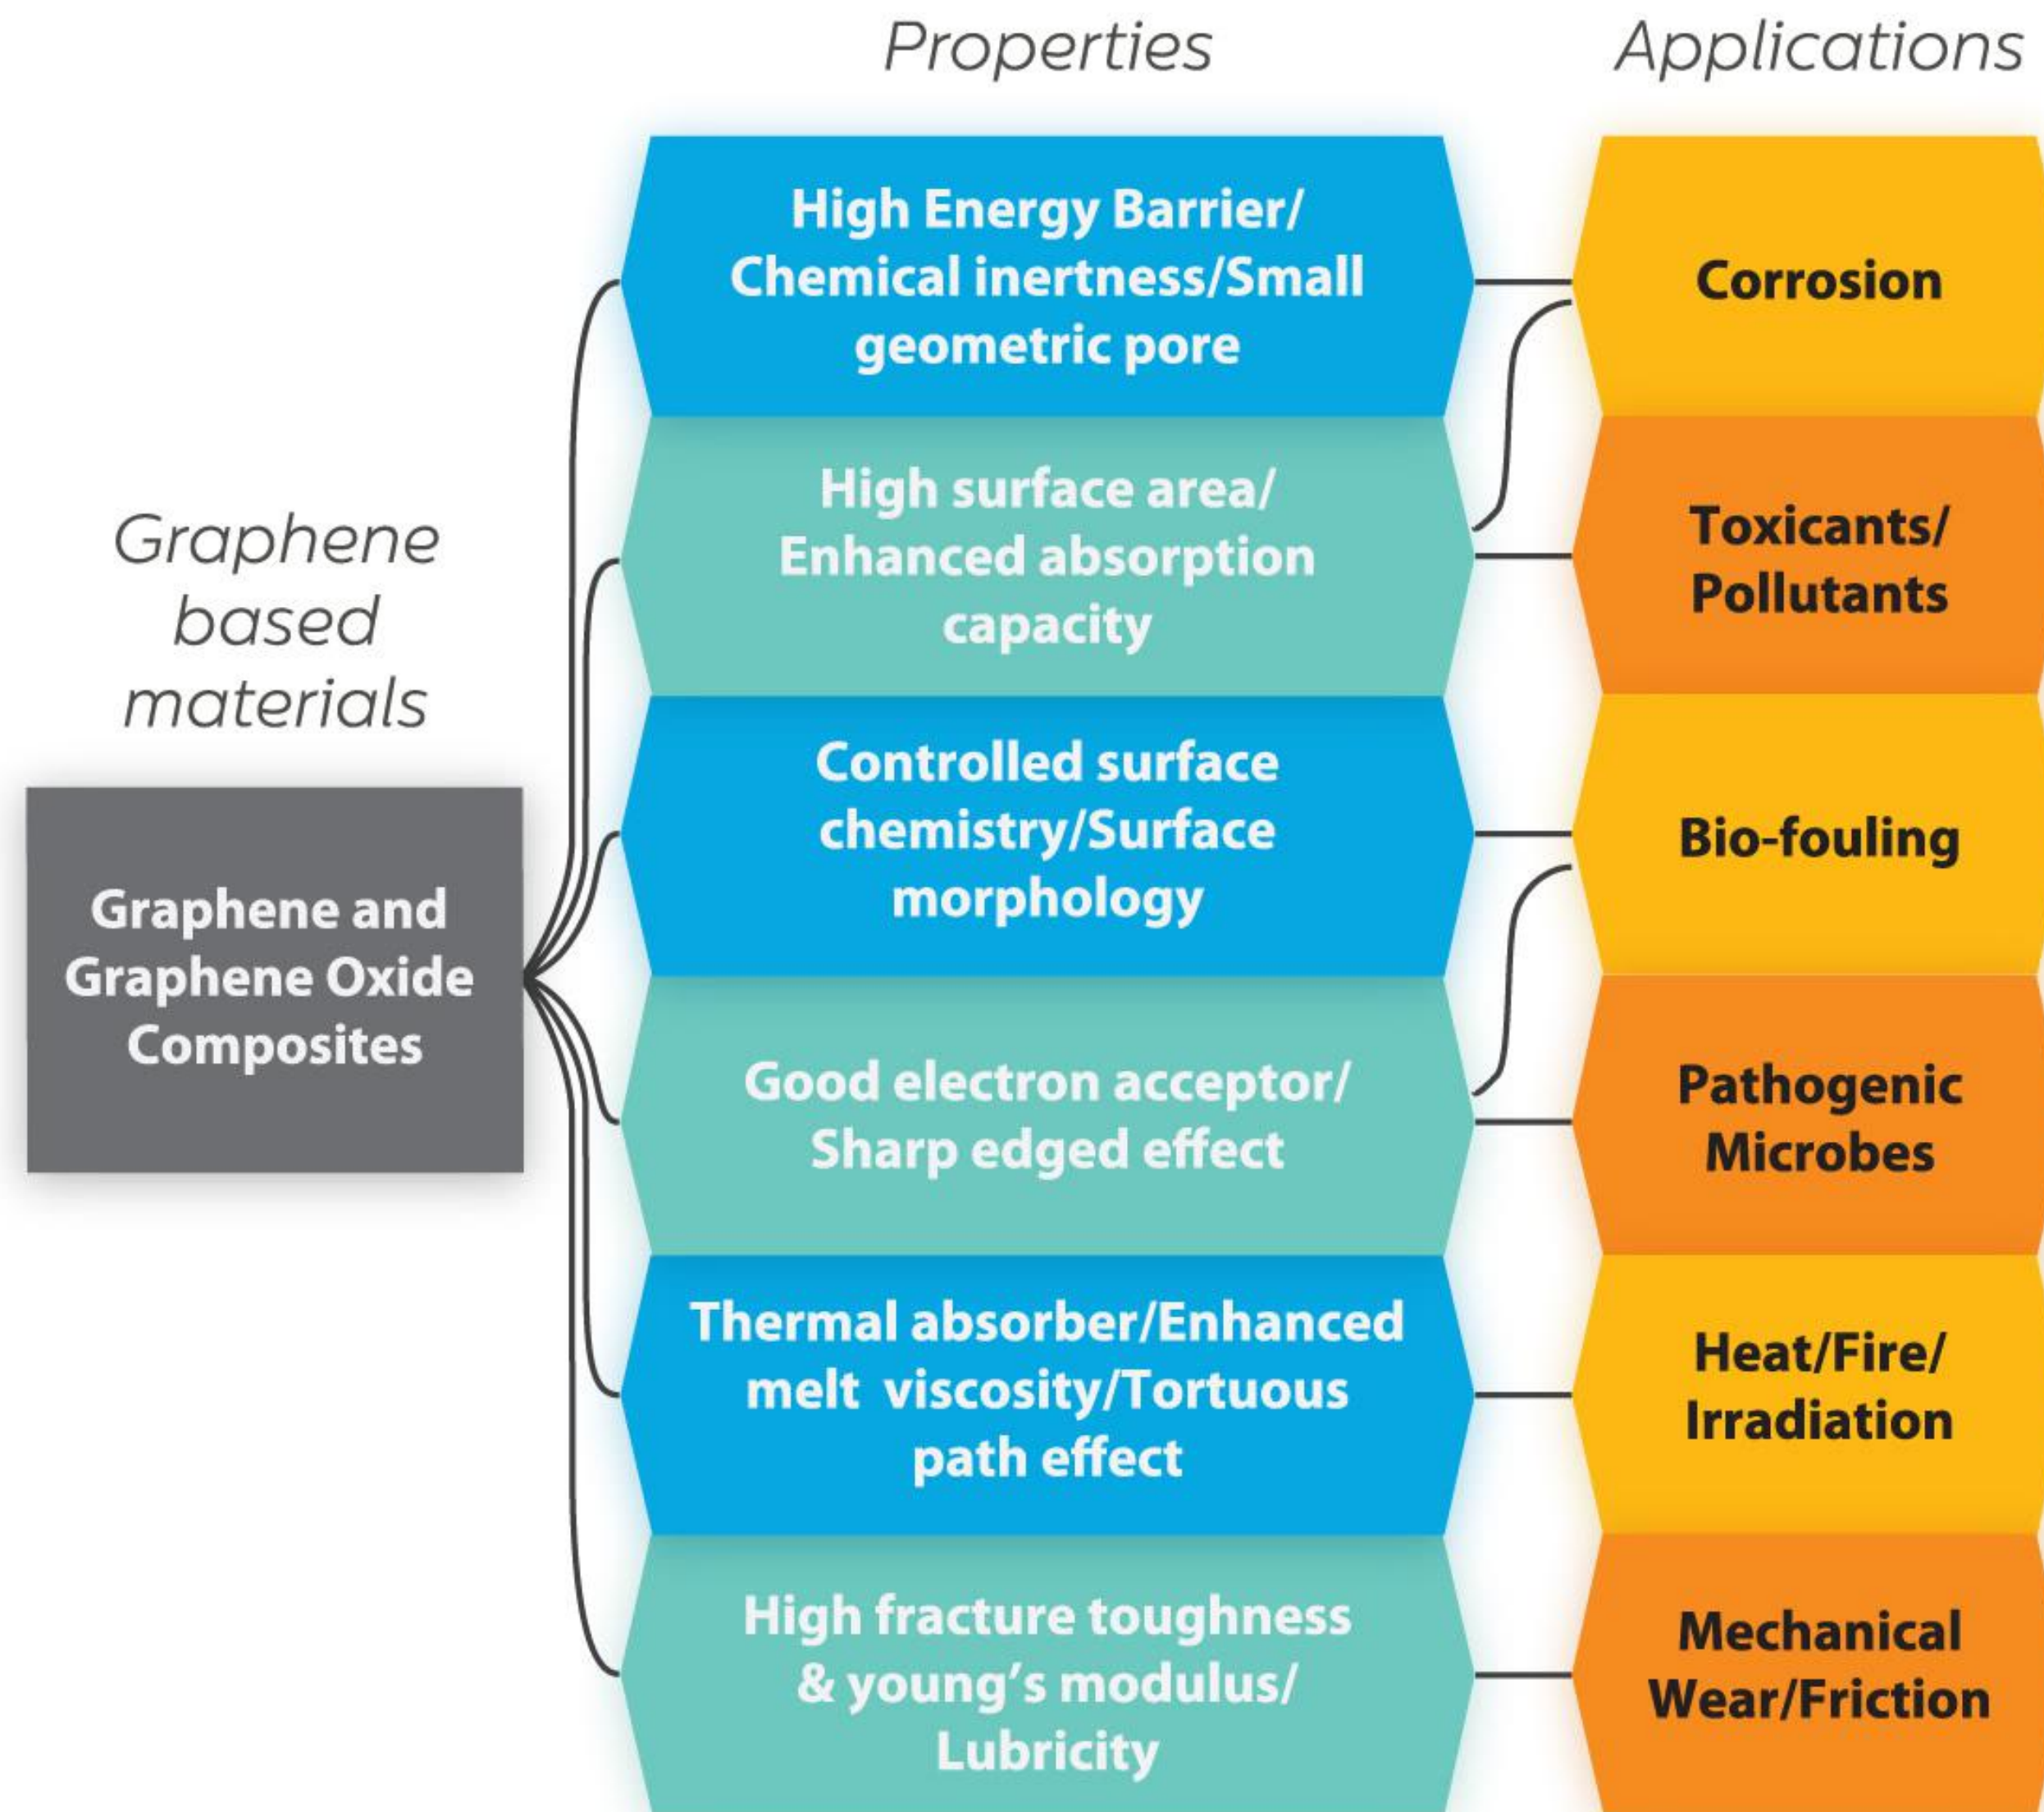 Properties
Applications
Graphene
based
materials
Graphene and
Graphene Oxide
Composites
High Energy Barrier/
Chemical inertness/Small
geometric pore
Corrosion
High surface area/
Enhanced absorption
capacity
Toxicants/
Pollutants
Controlled surface
chemistry/Surface
morphology
Bio-fouling
Good electron acceptor/
Sharp edged effect
Pathogenic
Microbes
Thermal absorber/Enhanced
melt viscosity/Tortuous
path effect
Heat/Fire/
Irradiation
High fracture toughness
& young's modulus/
Lubricity
Mechanical
Wear/Friction